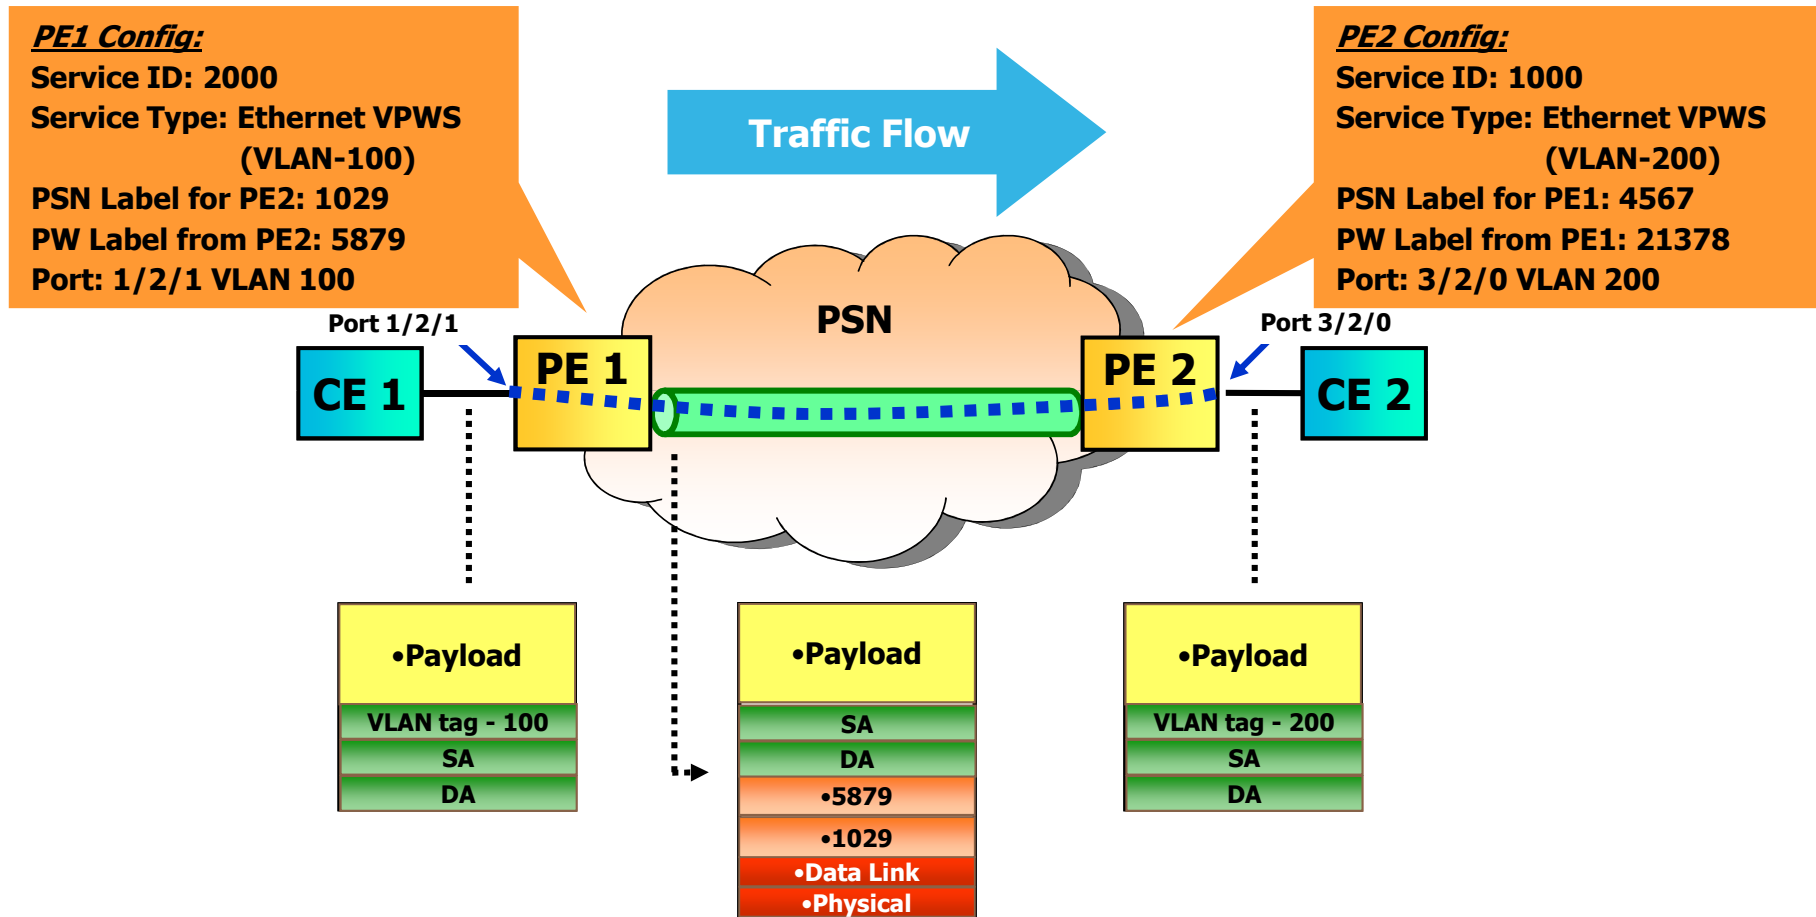 PE1 Config:
Service ID: 2000
Service Type: Ethernet VPWS
(VLAN-100)
PSN Label for PE2: 1029
PW Label from PE2: 5879
Port: 1/2/1 VLAN 100
Traffic Flow
PE2 Config:
Service ID: 1000
Service Type: Ethernet VPWS
(VLAN-200)
PSN Label for PE1: 4567
PW Label from PE1: 21378
Port: 3/2/0 VLAN 200
Port 1/2/1
PSN
Port 3/2/0
CE 1
PE 1
PE 2
CE 2
•Payload
VLAN tag - 100
SA
DA
•Payload
SA
DA
•5879
•1029
•Data Link
•Physical
•Payload
VLAN tag - 200
SA
DA